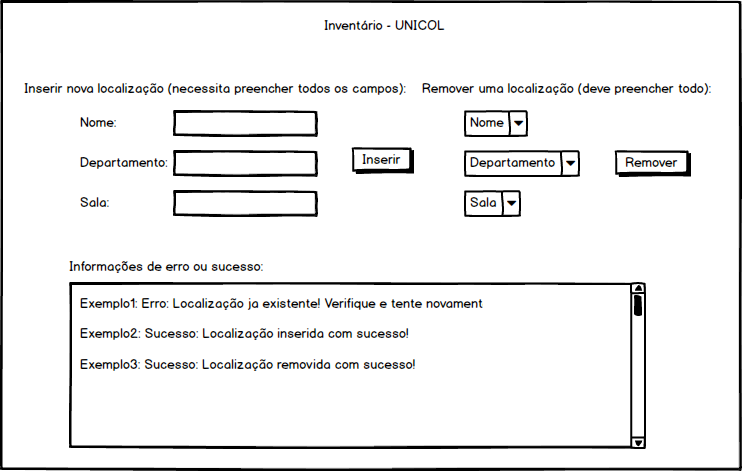 Inventário - UNICOL
Inserir nova localização (necessita preencher todos os campos):
Remover uma localização (deve preencher todo):
Nome:
Nome
Departamento:
Inserir
Departamento
Remover
Sala:
Sala
Informações de erro ou sucesso:
Exemplo1: Erro: Localização ja existente! Verifique e tente novament
Exemplo2: Sucesso: Localização inserida com sucesso!
Exemplo3: Sucesso: Localização removida com sucesso!